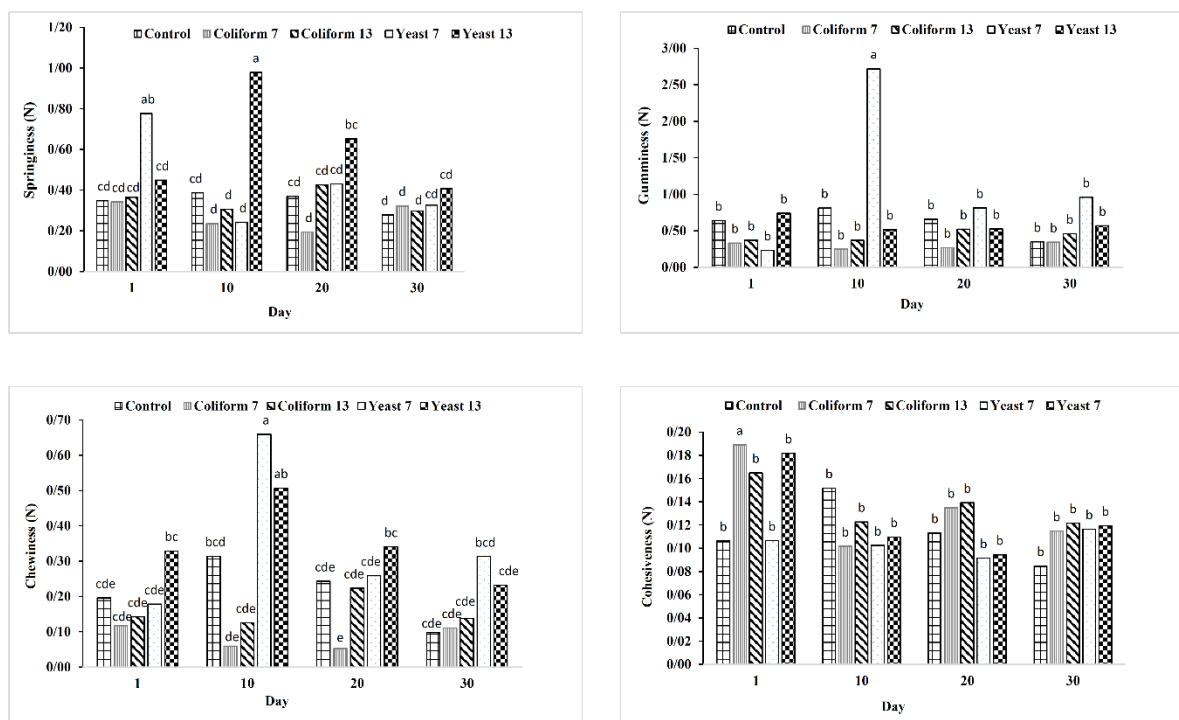 Control Coliform 7 Coliform 13 Yeast 7 Yeast 13
1/20
1/00
0/80
0/60
0/40
0/20
0/00
Springiness (N)
cd cd cd ab cd
cd d d d a
cd d cd cd bc
d d d cd cd
1 10 20 30
Day
Control Coliform 7 Coliform 13 Yeast 7 Yeast 13
3/00
2/50
2/00
1/50
1/00
0/50
0/00
Gumminess (N)
b b b b b
b b b a b
b b b b b
b b b b b
1 10 20 30
Day
Control Coliform 7 Coliform 13 Yeast 7 Yeast 13
0/70
0/60
0/50
0/40
0/30
0/20
0/10
0/00
Chewiness (N)
cde cde cde cde bc
bcd de cde a ab
cde e cde cde bc
cde cde cde bcd cde
1 10 20 30
Day
Control Coliform 7 Coliform 13 Yeast 7 Yeast 7
0/20
0/18
0/16
0/14
0/12
0/10
0/08
0/06
0/04
0/02
0/00
Cohesiveness (N)
b a b b b
b b b b b
b b b b b
b b b b b
1 10 20 30
Day